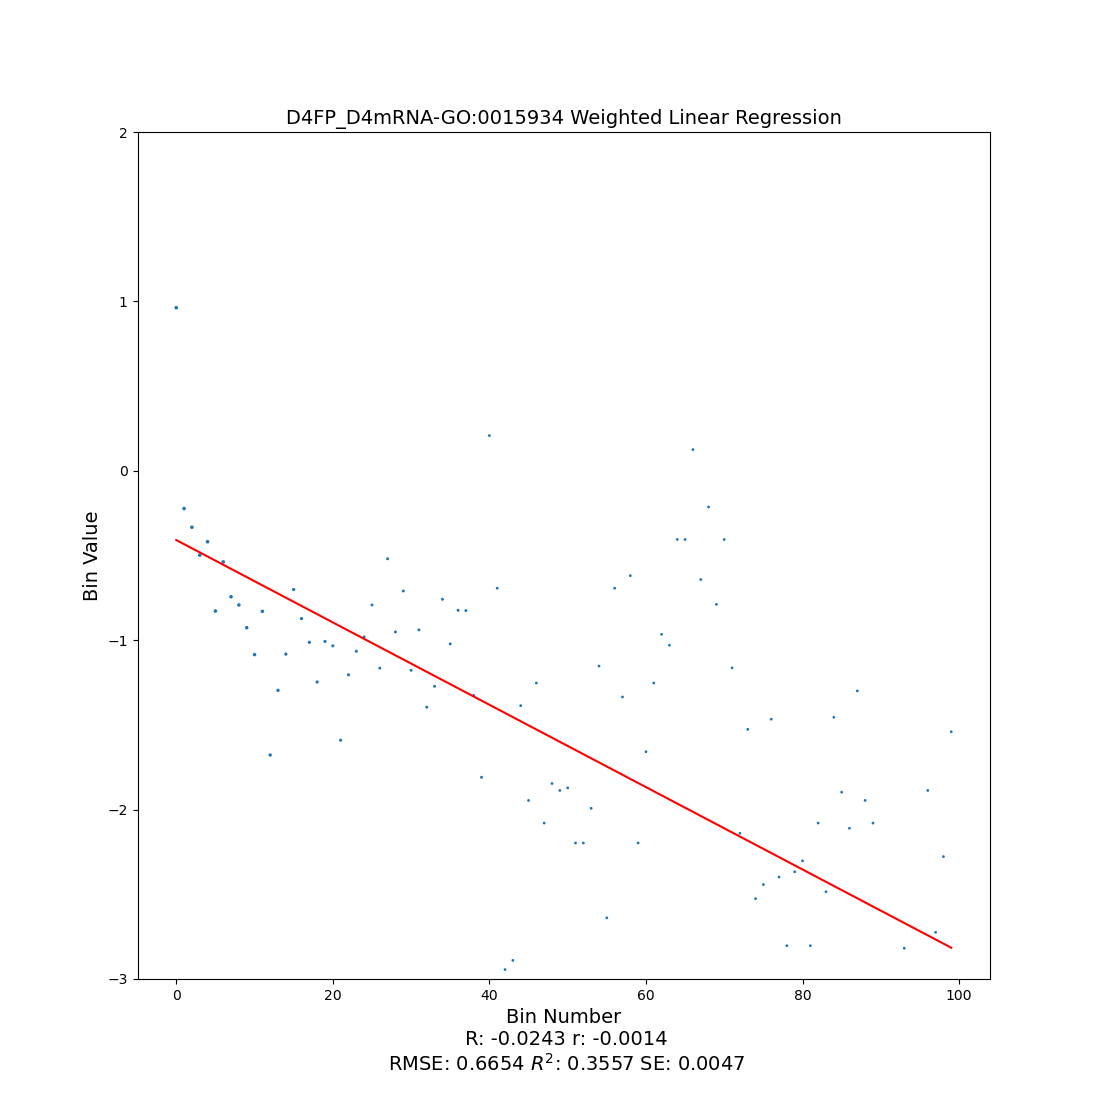 D4FP_D4mRNA-GO:0015934 Weighted Linear Regression
2
1
0
−1
−2
−3
Bin Value
0 20 40 60 80 100
Bin Number
R: -0.0243 r: -0.0014
RMSE: 0.6654 R²: 0.3557 SE: 0.0047